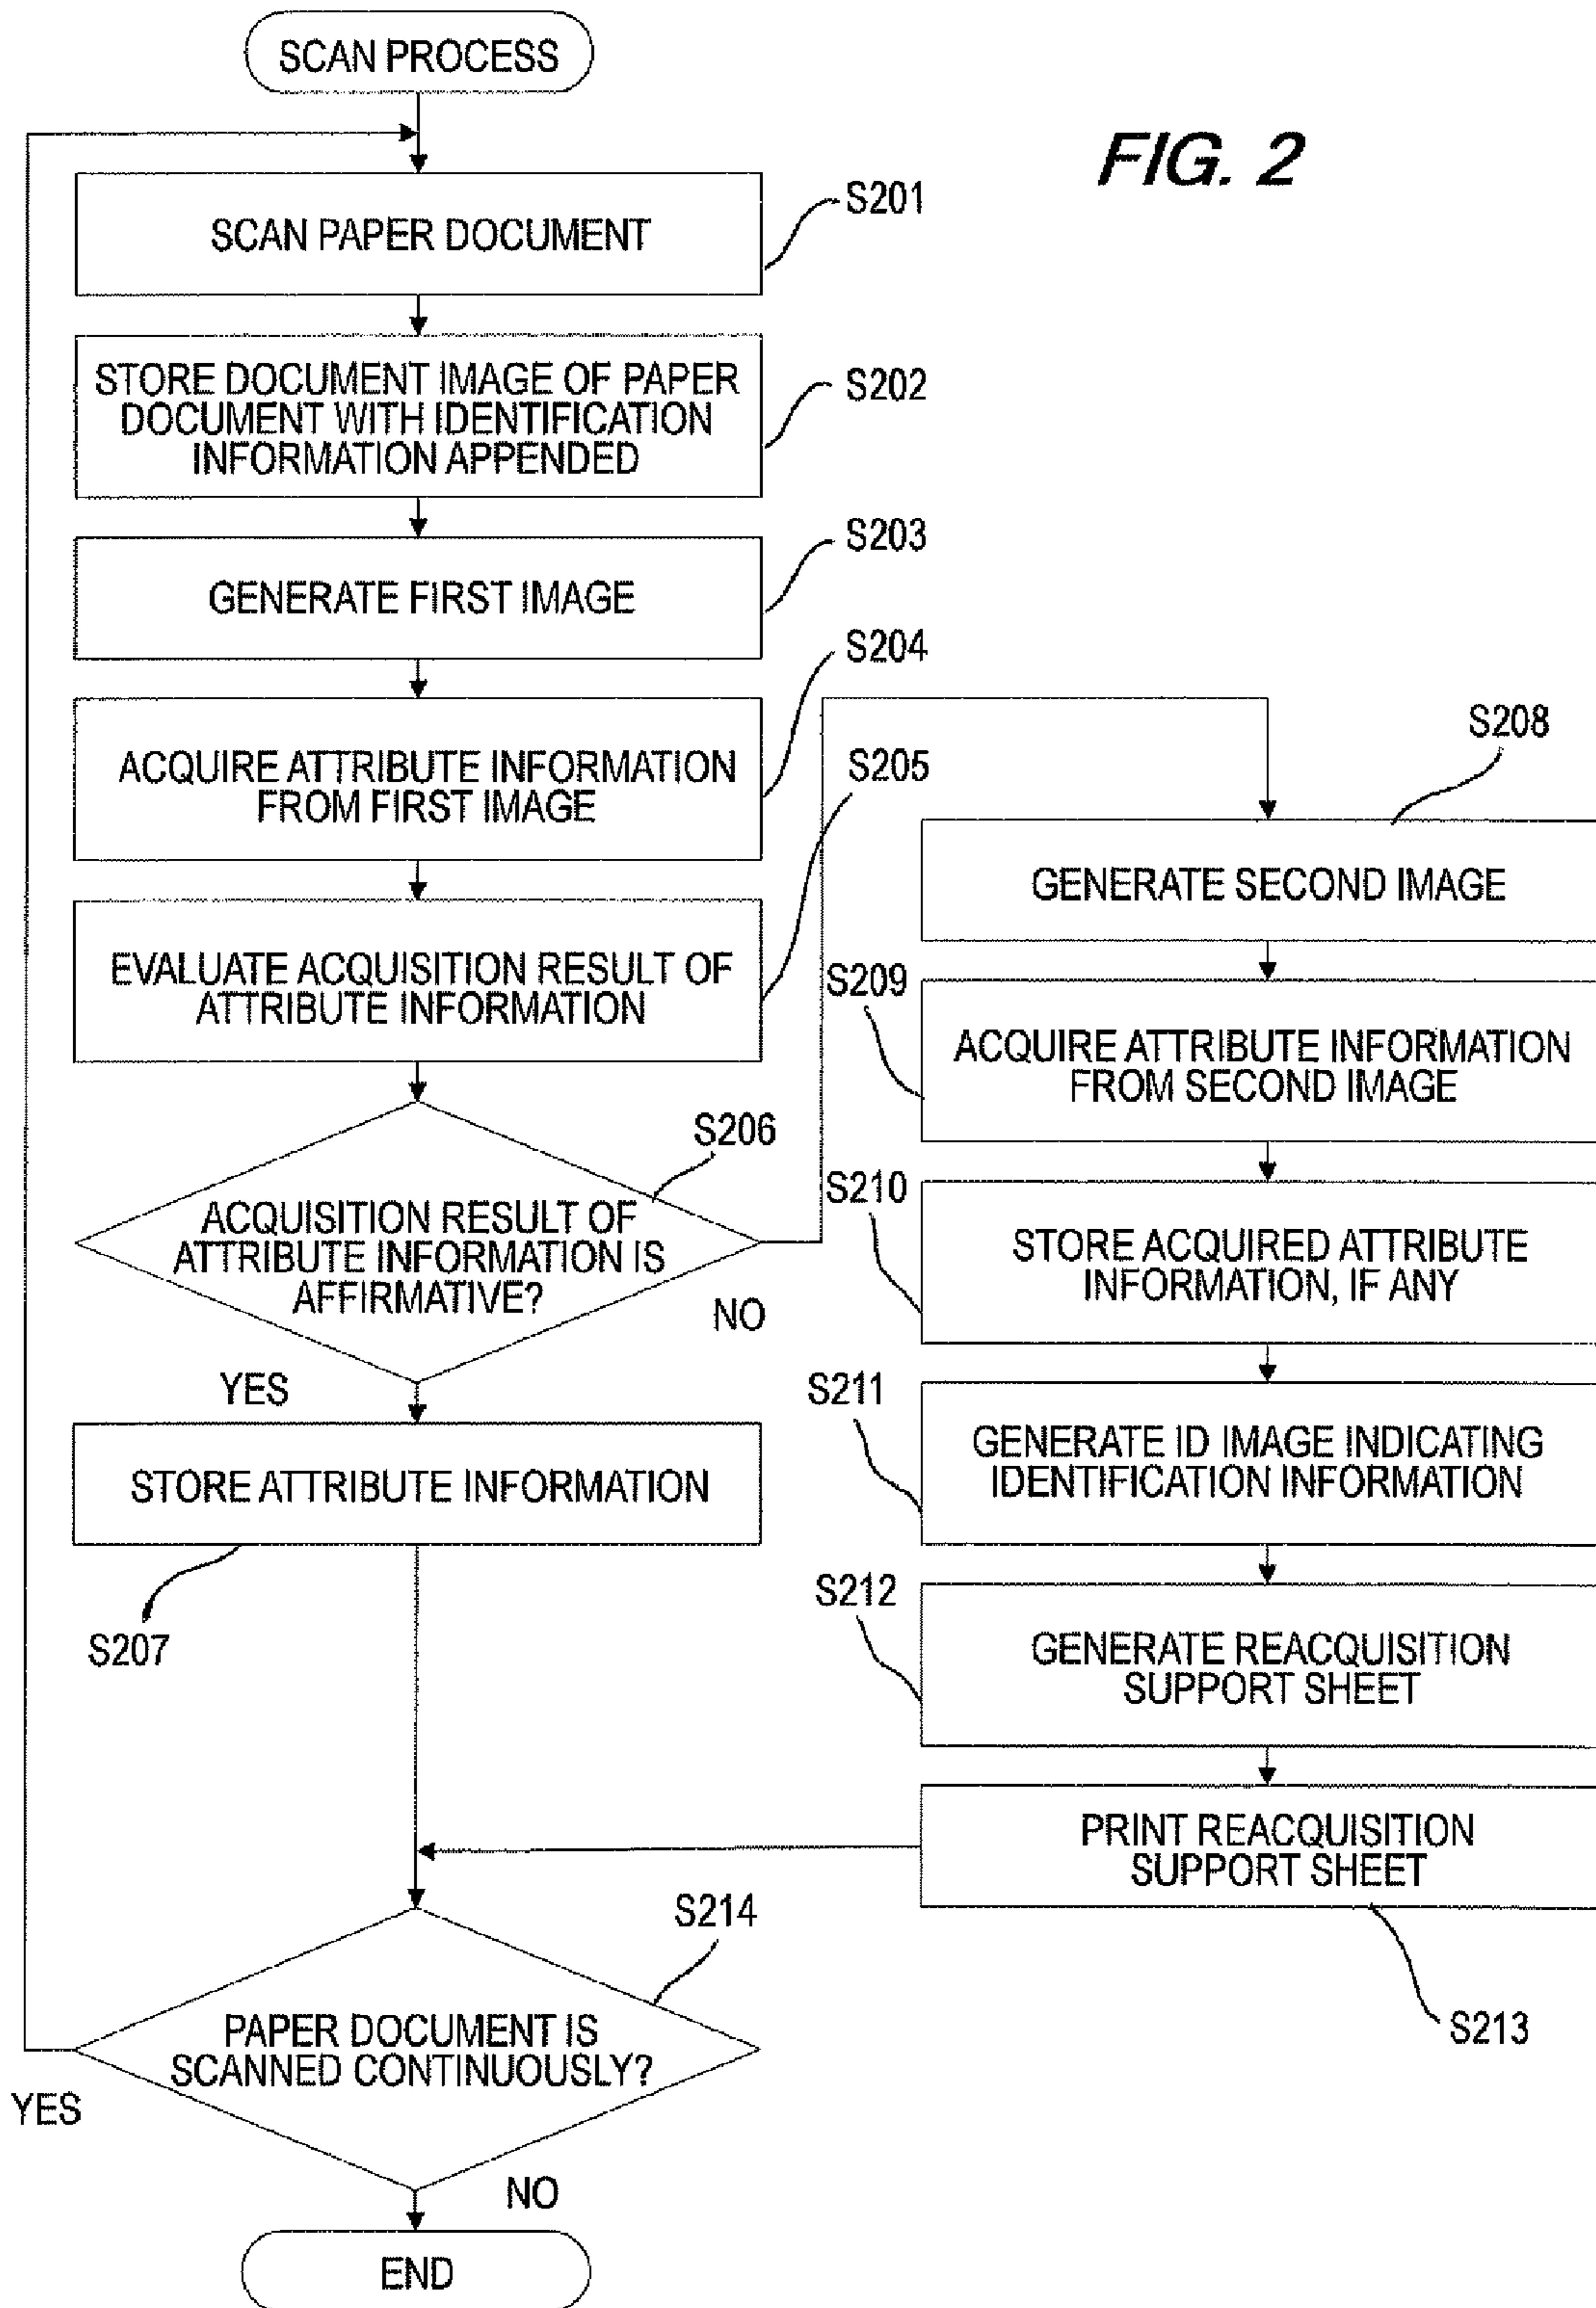 SCAN PROCESS
FIG. 2
SCAN PAPER DOCUMENT
S201
STORE DOCUMENT IMAGE OF PAPER
DOCUMENT WITH IDENTIFICATION
INFORMATION APPENDED
S202
GENERATE FIRST IMAGE
S203
ACQUIRE ATTRIBUTE INFORMATION
FROM FIRST IMAGE
S204
EVALUATE ACQUISITION RESULT OF
ATTRIBUTE INFORMATION
S205
ACQUISITION RESULT OF
ATTRIBUTE INFORMATION IS
AFFIRMATIVE?
S206
NO
YES
STORE ATTRIBUTE INFORMATION
S207
S208
GENERATE SECOND IMAGE
S209
ACQUIRE ATTRIBUTE INFORMATION
FROM SECOND IMAGE
S210
STORE ACQUIRED ATTRIBUTE
INFORMATION, IF ANY
S211
GENERATE ID IMAGE INDICATING
IDENTIFICATION INFORMATION
S212
GENERATE REACQUISITION
SUPPORT SHEET
PRINT REACQUISITION
SUPPORT SHEET
S213
S214
PAPER DOCUMENT IS
SCANNED CONTINUOUSLY?
YES
NO
END